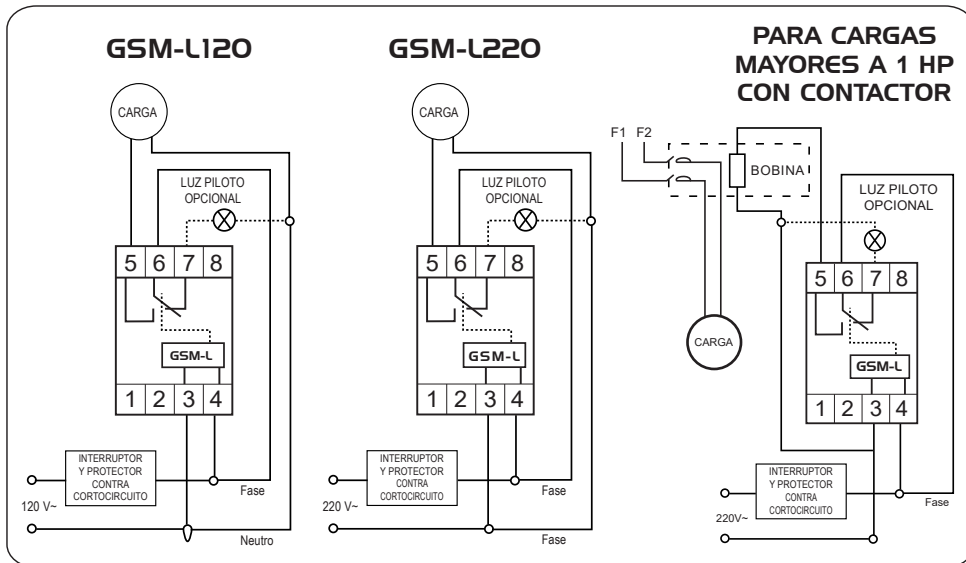 GSM-L120
CARGA
LUZ PILOTO
OPCIONAL
5 6 7 8
GSM-L
1 2 3 4
INTERRUPTOR
Y PROTECTOR
CONTRA
CORTOCIRCUITO
120 V~
Fase
Neutro
GSM-L220
CARGA
LUZ PILOTO
OPCIONAL
5 6 7 8
GSM-L
1 2 3 4
INTERRUPTOR
Y PROTECTOR
CONTRA
CORTOCIRCUITO
220 V~
Fase
Fase
PARA CARGAS
MAYORES A 1 HP
CON CONTACTOR
F1 F2
BOBINA
LUZ PILOTO
OPCIONAL
5 6 7 8
CARGA
GSM-L
1 2 3 4
INTERRUPTOR
Y PROTECTOR
CONTRA
CORTOCIRCUITO
220V~
Fase